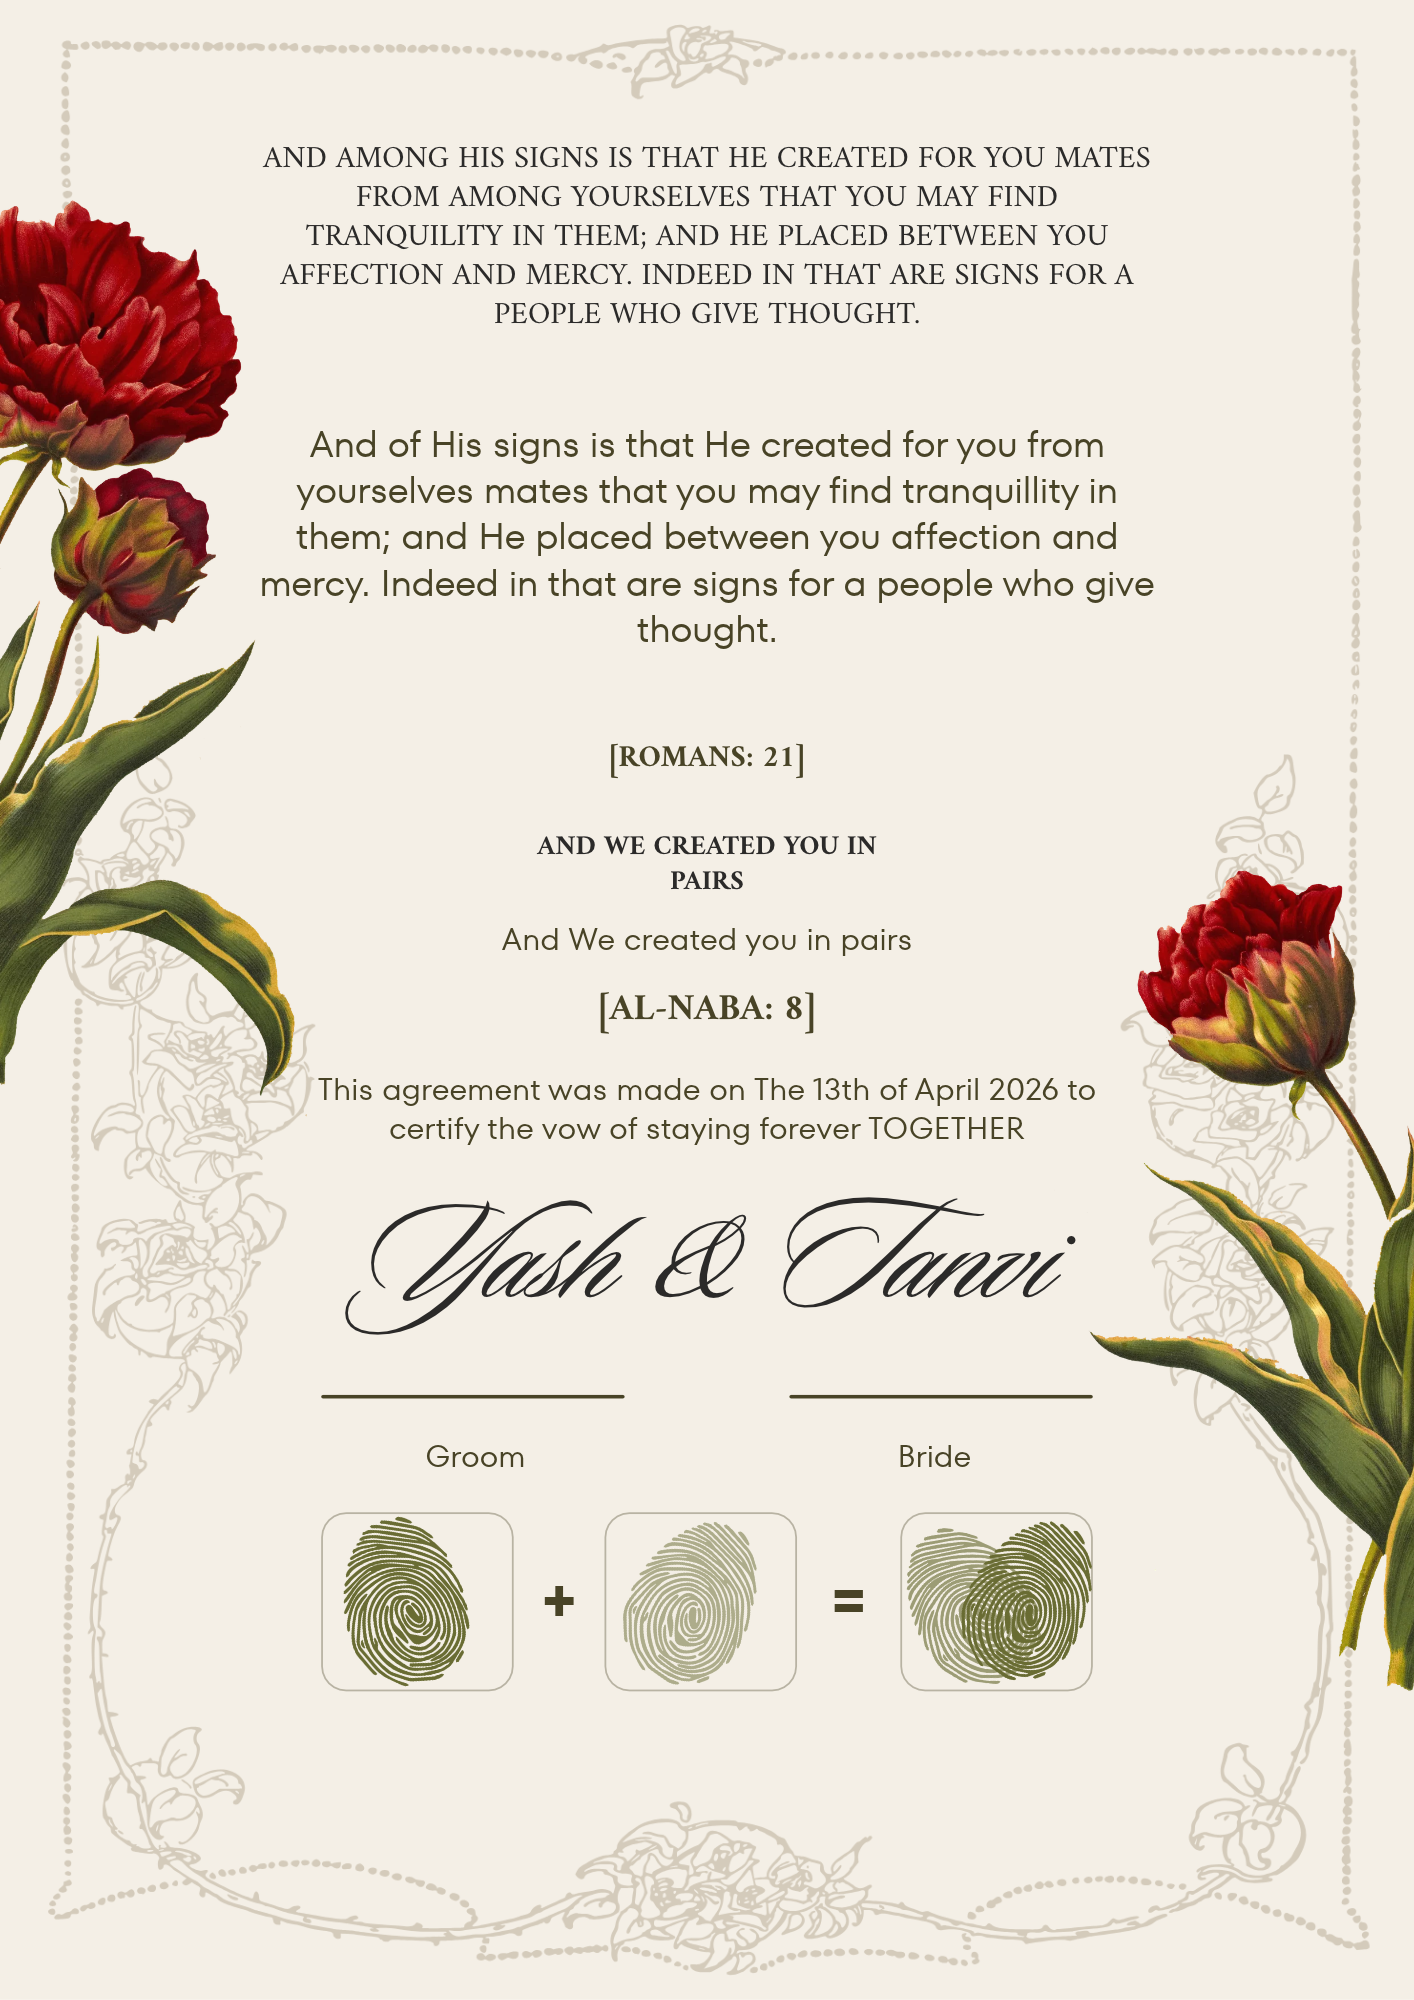 AND AMONG HIS SIGNS IS THAT HE CREATED FOR YOU MATES
FROM AMONG YOURSELVES THAT YOU MAY FIND
TRANQUILITY IN THEM; AND HE PLACED BETWEEN YOU
AFFECTION AND MERCY. INDEED IN THAT ARE SIGNS FOR A
PEOPLE WHO GIVE THOUGHT.
And of His signs is that He created for you from
yourselves mates that you may find tranquillity in
them; and He placed between you affection and
mercy. Indeed in that are signs for a people who give
thought.
[ROMANS: 21]
AND WE CREATED YOU IN
PAIRS
And We created you in pairs
[AL-NABA: 8]
This agreement was made on The 13th of April 2026 to
certify the vow of staying forever TOGETHER
Yash & Tanvi
Groom Bride
+ =